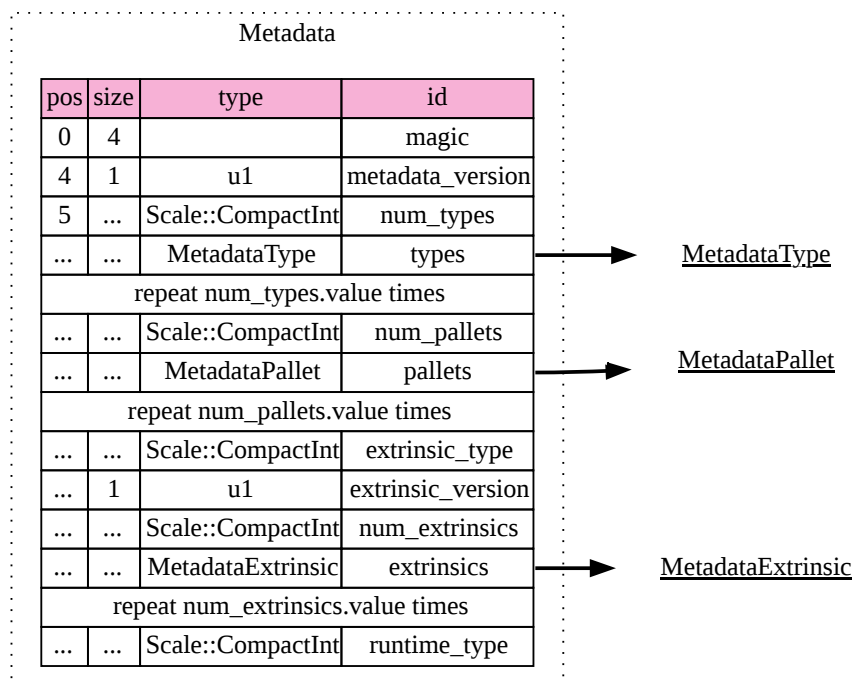 Metadata
pos size type id
0 4 magic
4 1 u1 metadata_version
5 ... Scale::CompactInt num_types
... ... MetadataType types MetadataType
repeat num_types.value times
... ... Scale::CompactInt num_pallets
... ... MetadataPallet pallets MetadataPallet
repeat num_pallets.value times
... ... Scale::CompactInt extrinsic_type
... 1 u1 extrinsic_version
... ... Scale::CompactInt num_extrinsics
... ... MetadataExtrinsic extrinsics MetadataExtrinsic
repeat num_extrinsics.value times
... ... Scale::CompactInt runtime_type